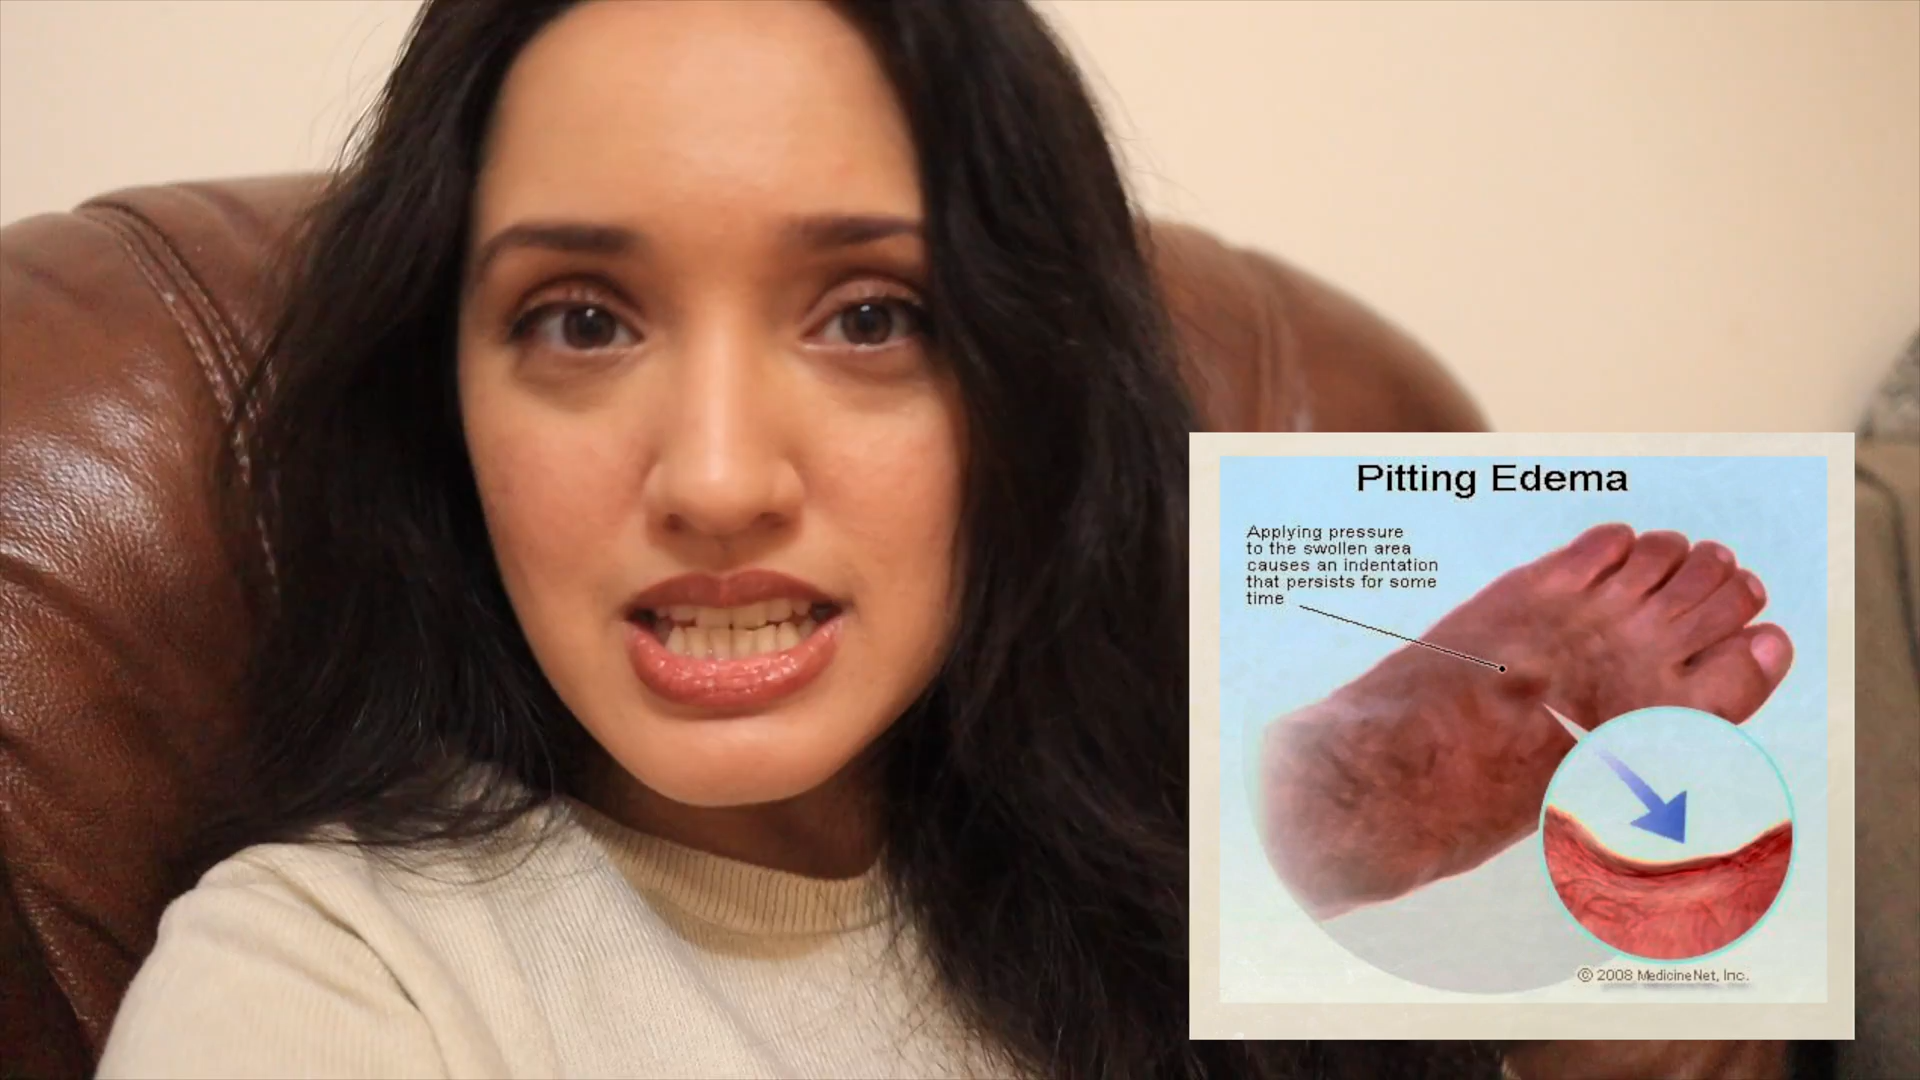 Pitting Edema
Applying pressure
to the swollen area
causes an indentation
that persists for some
time
© 2008 MedicineNet, Inc.